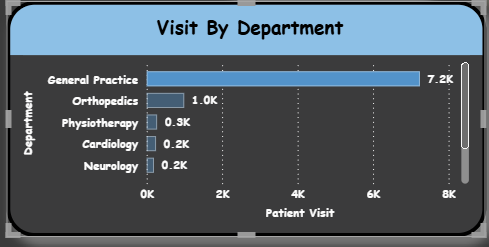 Visit By Department
General Practice 7.2K
Orthopedics 1.0K
Physiotherapy 0.3K
Cardiology 0.2K
Neurology 0.2K
Department
0K 2K 4K 6K 8K
Patient Visit